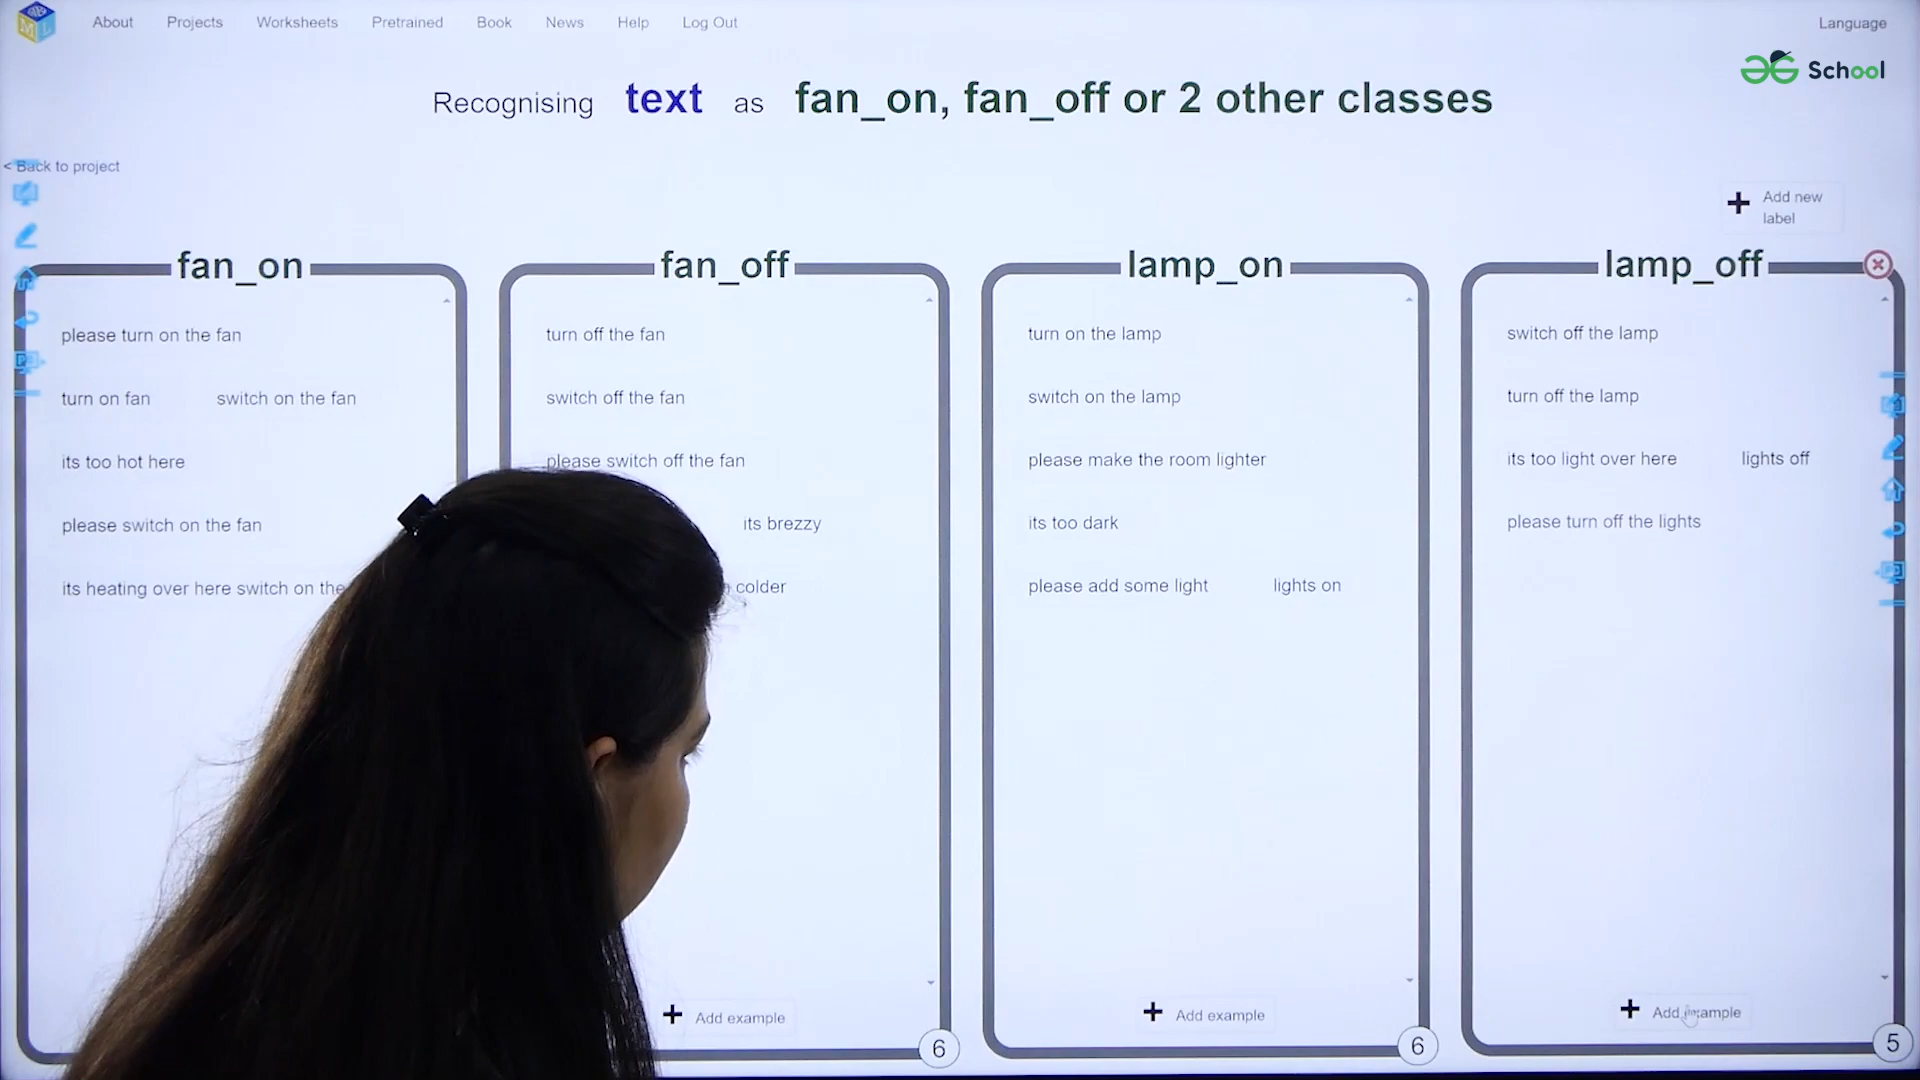 About Projects Worksheets Pretrained Book News Help Log Out Language
School
Recognising text as fan_on, fan_off or 2 other classes
< Back to project
Add new
label
fan_on
please turn on the fan
turn on fan switch on the fan
its too hot here
please switch on the fan
its heating over here switch on the
fan_off
turn off the fan
switch off the fan
please switch off the fan
its brezzy
colder
Add example
6
lamp_on
turn on the lamp
switch on the lamp
please make the room lighter
its too dark
please add some light lights on
Add example
6
lamp_off
switch off the lamp
turn off the lamp
its too light over here lights off
please turn off the lights
Add example
5